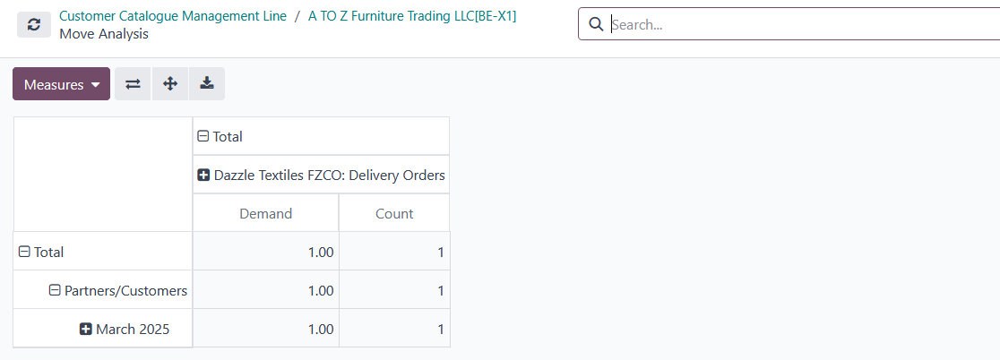 Customer Catalogue Management Line / A TO Z Furniture Trading LLC[BE-X1]
Move Analysis
Search...
Measures
Total
Dazzle Textiles FZCO: Delivery Orders
Demand Count
Total 1.00 1
Partners/Customers 1.00 1
March 2025 1.00 1